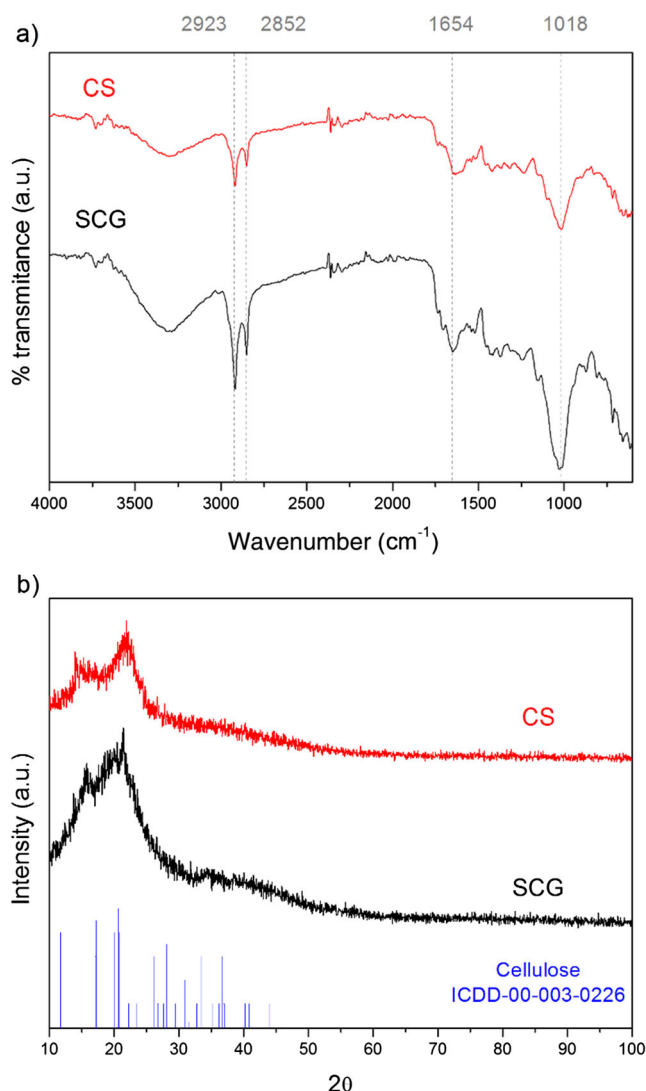 2923 2852 1654 1018
a)
CS
SCG
% transmitance (a.u.)
4000 3500 3000 2500 2000 1500 1000
Wavenumber (cm⁻¹)
b)
CS
SCG
Intensity (a.u.)
Cellulose
ICDD-00-003-0226
10 20 30 40 50 60 70 80 90 100
2θ